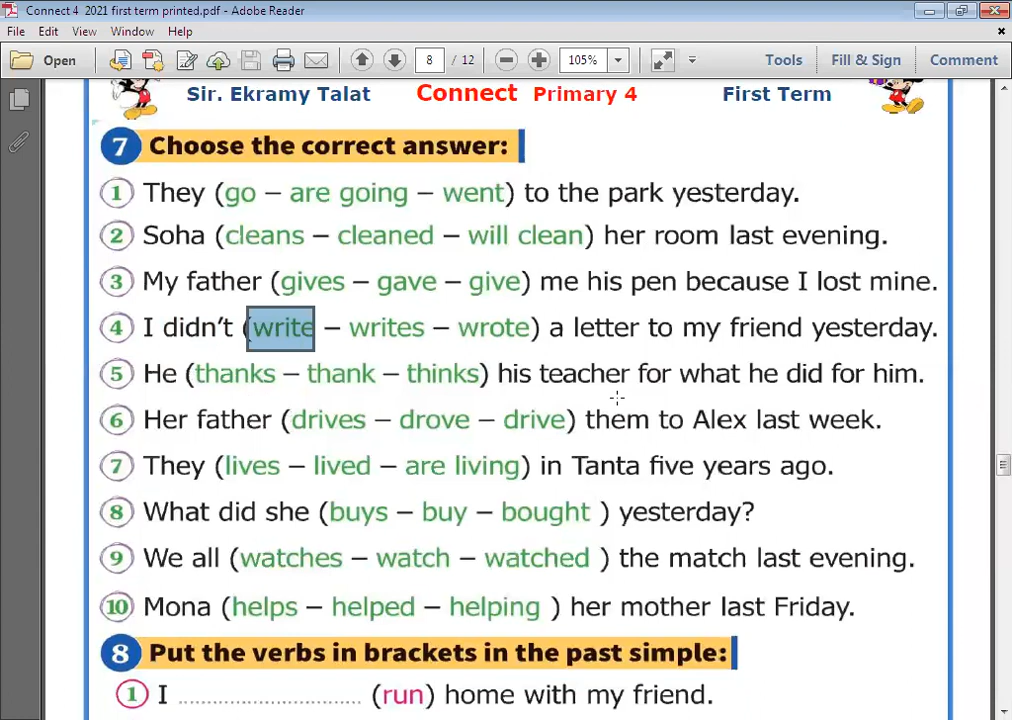 Connect 4 2021 first term printed.pdf - Adobe Reader
File Edit View Window Help
Open 8 / 12 105% Tools Fill & Sign Comment
Sir. Ekramy Talat Connect Primary 4 First Term
7 Choose the correct answer:
1 They (go – are going – went) to the park yesterday.
2 Soha (cleans – cleaned – will clean) her room last evening.
3 My father (gives – gave – give) me his pen because I lost mine.
4 I didn't (write – writes – wrote) a letter to my friend yesterday.
5 He (thanks – thank – thinks) his teacher for what he did for him.
6 Her father (drives – drove – drive) them to Alex last week.
7 They (lives – lived – are living) in Tanta five years ago.
8 What did she (buys – buy – bought ) yesterday?
9 We all (watches – watch – watched ) the match last evening.
10 Mona (helps – helped – helping ) her mother last Friday.
8 Put the verbs in brackets in the past simple:
1 I .............................. (run) home with my friend.